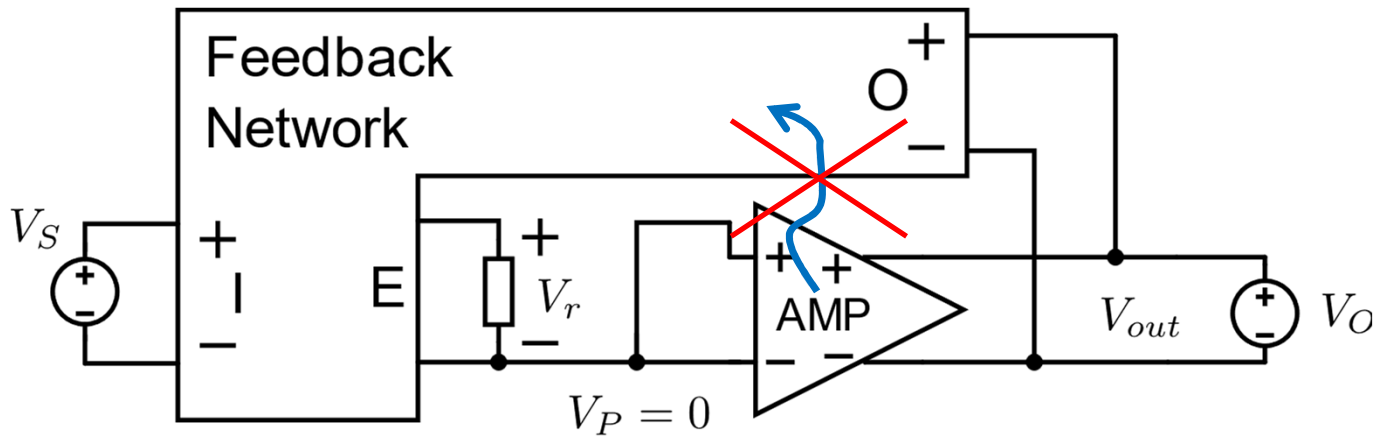 Feedback
Network
+
O
−
V_S
+
−
+
I
−
E
+
V_r
−
+
+
AMP
−
−
V_out
+
−
V_O
V_P = 0